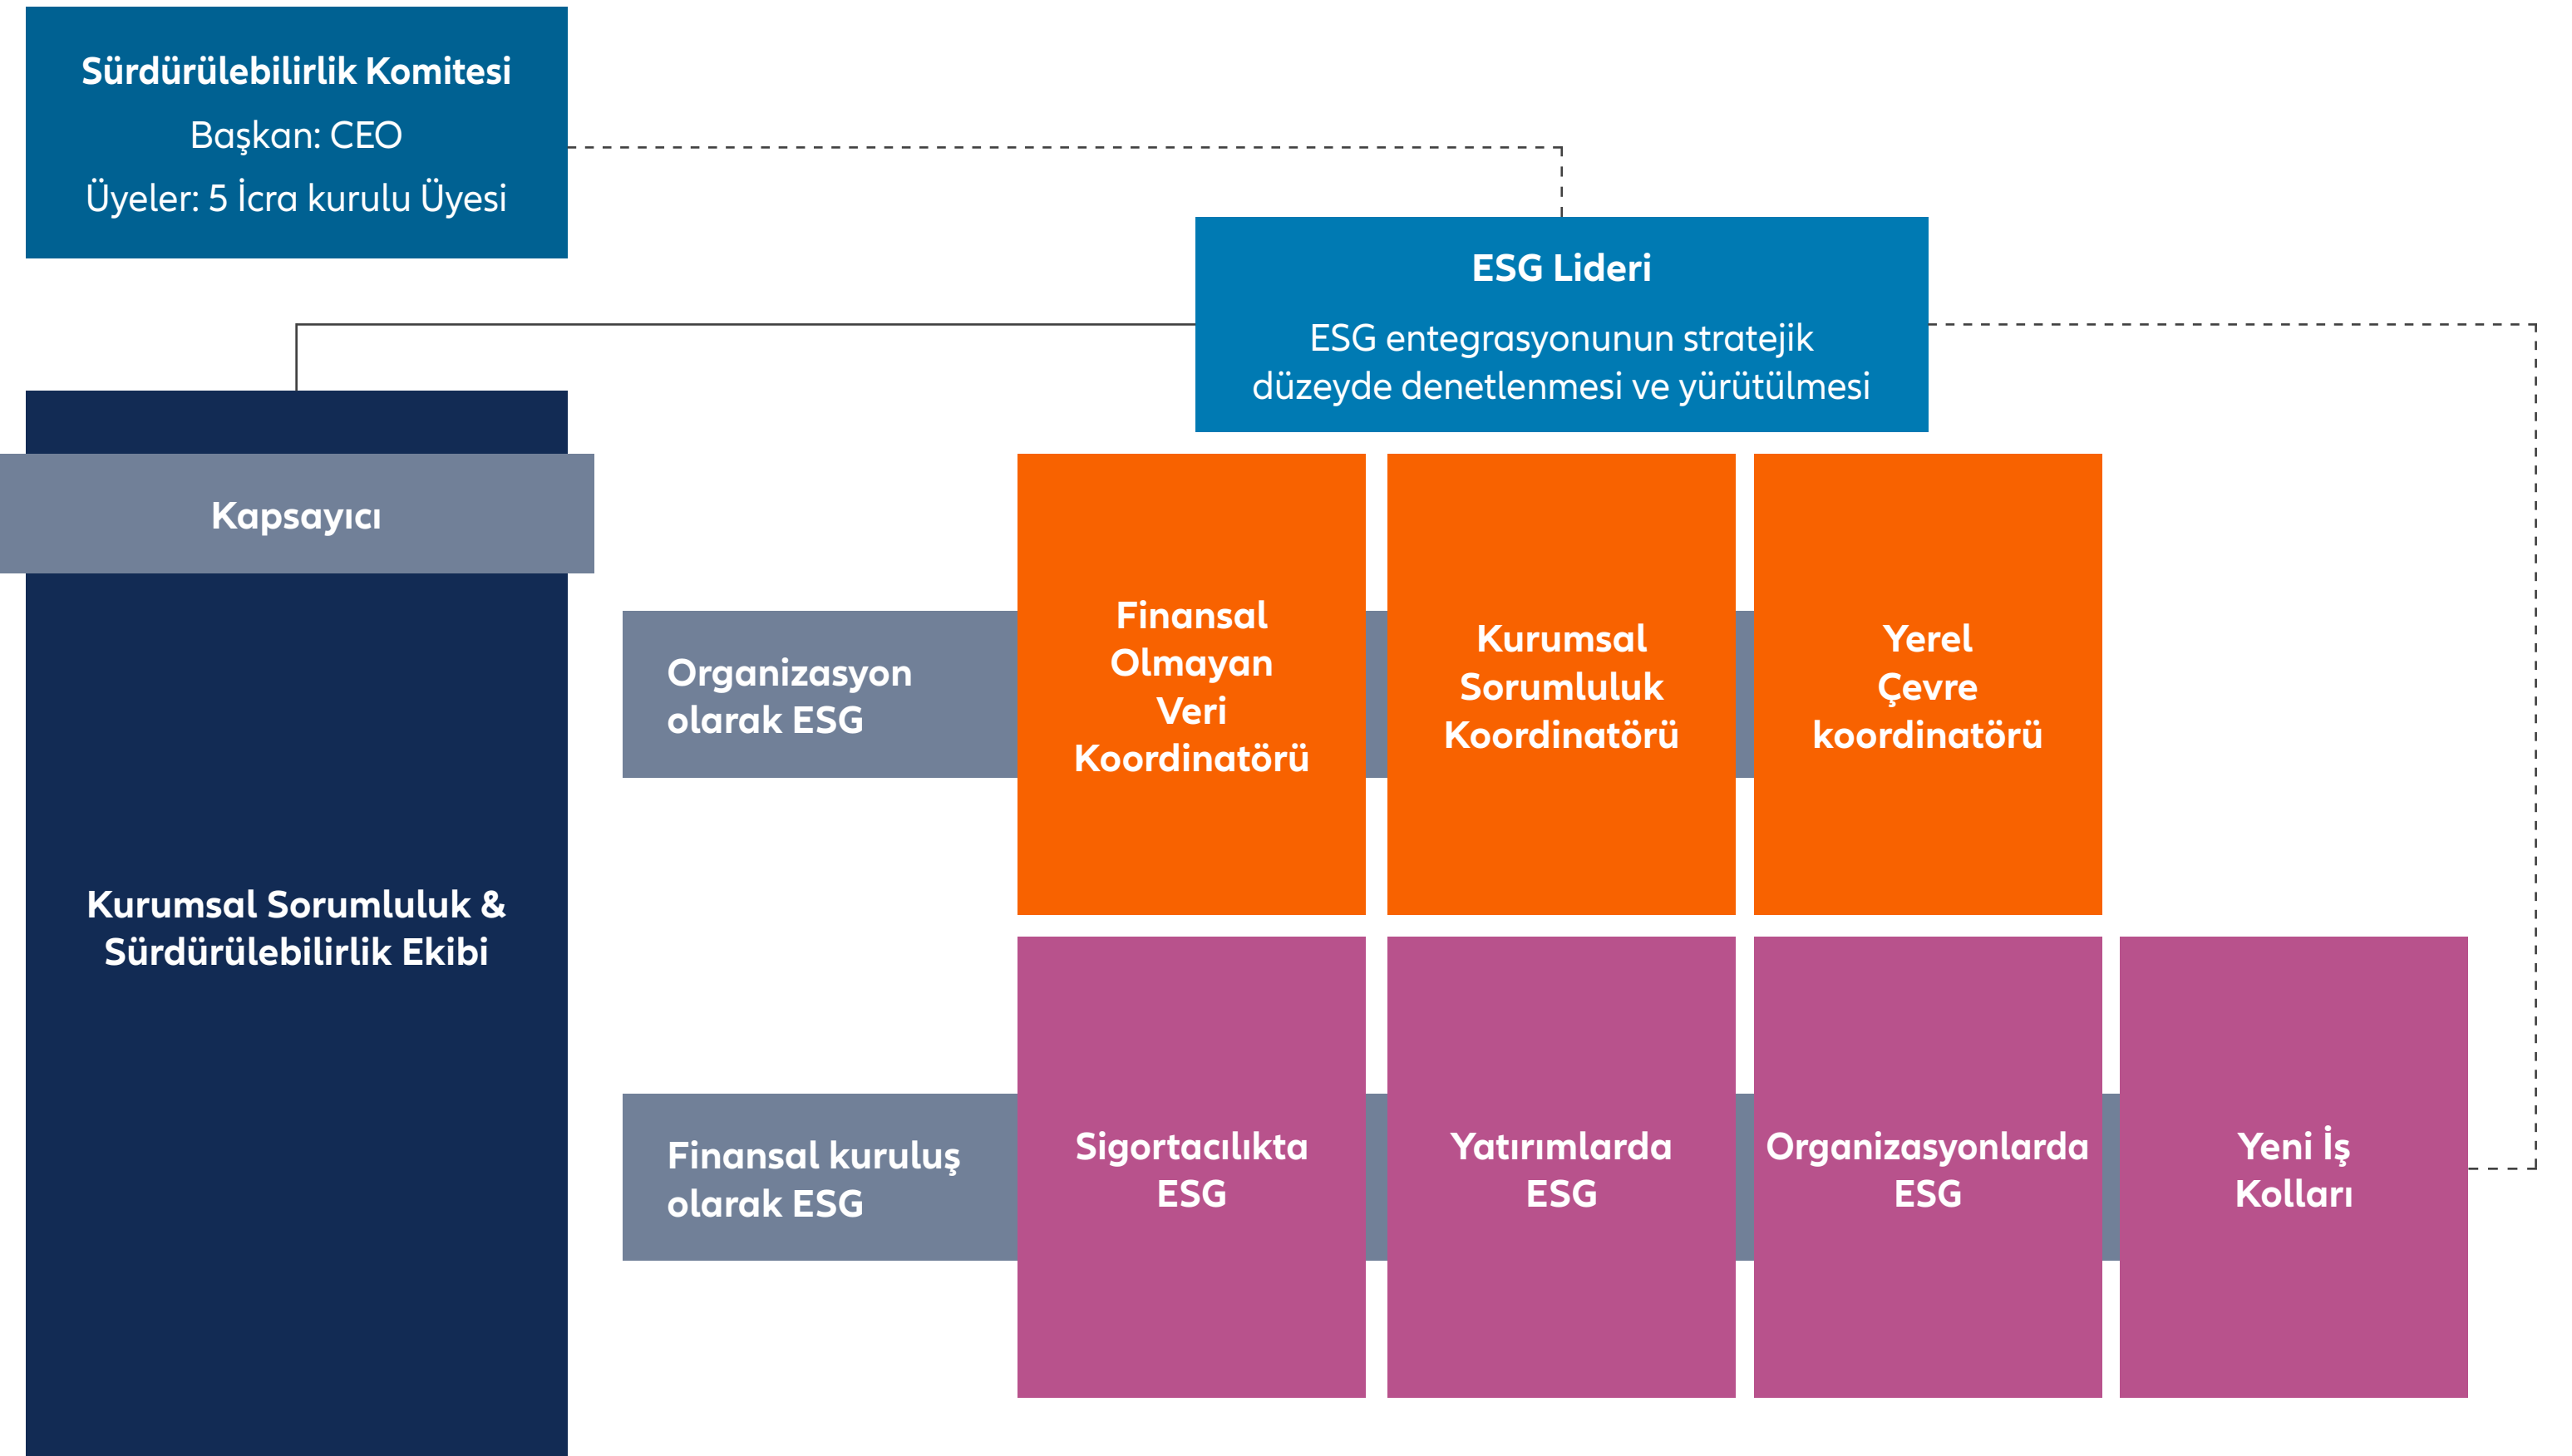 Sürdürülebilirlik Komitesi
Başkan: CEO
Üyeler: 5 İcra kurulu Üyesi
ESG Lideri
ESG entegrasyonunun stratejik
düzeyde denetlenmesi ve yürütülmesi
Kapsayıcı
Kurumsal Sorumluluk &
Sürdürülebilirlik Ekibi
Organizasyon
olarak ESG
Finansal
Olmayan
Veri
Koordinatörü
Kurumsal
Sorumluluk
Koordinatörü
Yerel
Çevre
koordinatörü
Finansal kuruluş
olarak ESG
Sigortacılıkta
ESG
Yatırımlarda
ESG
Organizasyonlarda
ESG
Yeni İş
Kolları